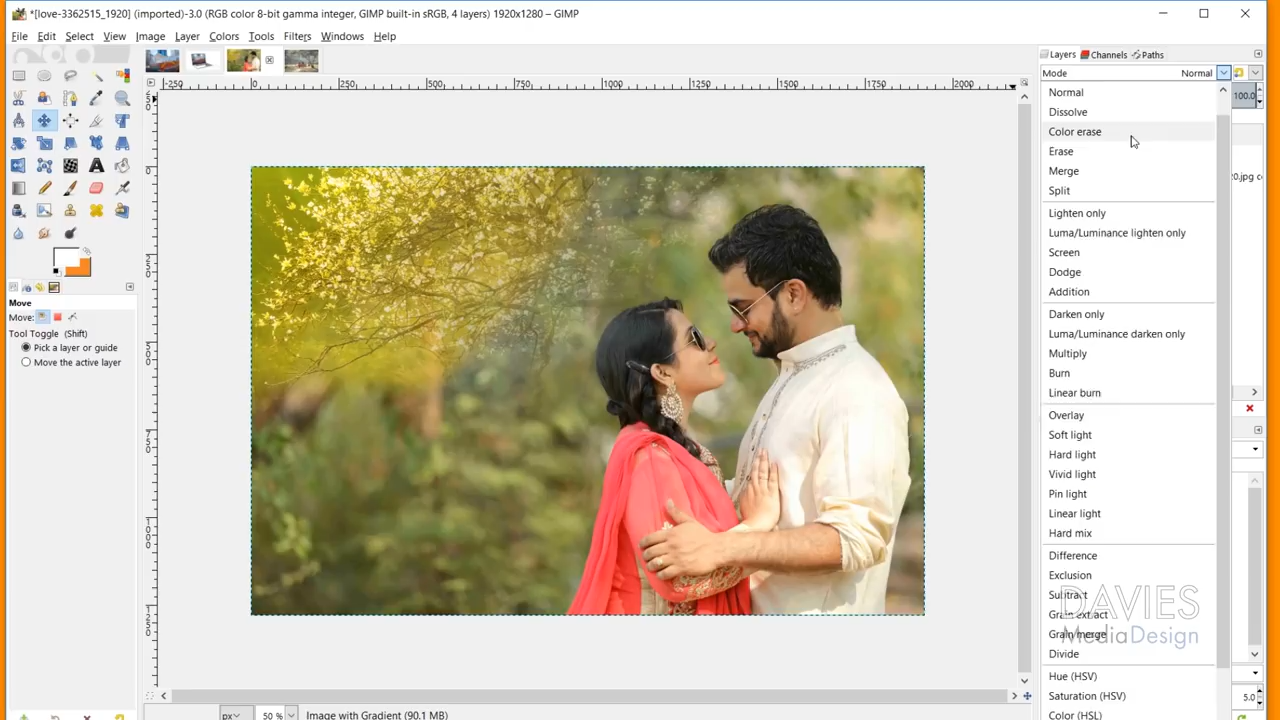 *[love-3362515_1920] (imported)-3.0 (RGB color 8-bit gamma integer, GIMP built-in sRGB, 4 layers) 1920x1280 – GIMP
File Edit Select View Image Layer Colors Tools Filters Windows Help
Layers Channels Paths
Mode Normal
100.0
-250 0 250 500 750 1000 1250 1500 1750 2000
Normal
Dissolve
Color erase
Erase
Merge
20.jpg c
Split
Lighten only
Luma/Luminance lighten only
Screen
Dodge
Addition
Move
Move:
Darken only
Tool Toggle (Shift)
Luma/Luminance darken only
Pick a layer or guide
Multiply
Move the active layer
Burn
Linear burn
Overlay
Soft light
Hard light
Vivid light
Pin light
Linear light
Hard mix
Difference
Exclusion
Subtract
DAVIES
Grain extract
Grain merge
MediaDesign
Divide
Hue (HSV)
Saturation (HSV)
5.0
Color (HSL)
px 50 % Image with Gradient (90.1 MB)